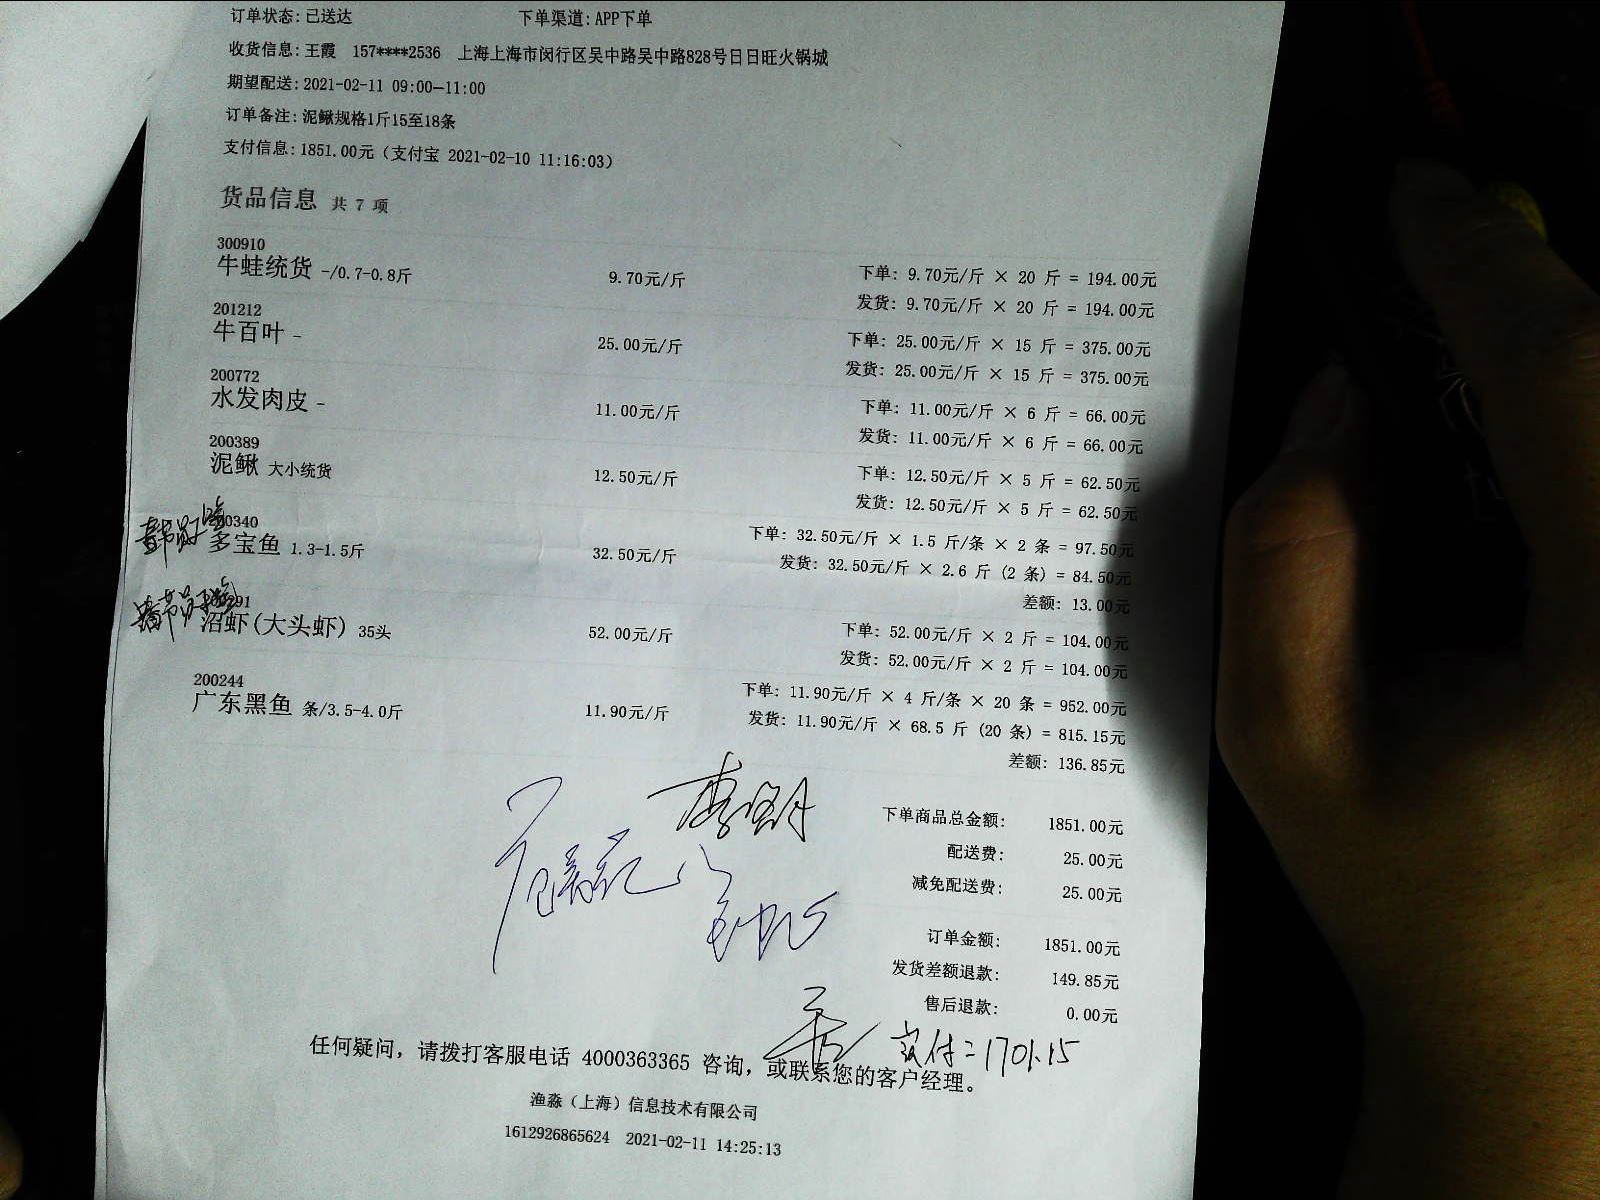 订单状态: 已送达 下单渠道: APP下单
收货信息: 王霞 157****2536 上海上海市闵行区吴中路吴中路828号日日旺火锅城
期望配送: 2021-02-11 09:00—11:00
订单备注: 泥鳅规格1斤15至18条
支付信息: 1851.00元 (支付宝 2021-02-10 11:16:03)
货品信息 共 7 项
300910
牛蛙统货 -/0.7-0.8斤 9.70元/斤 下单: 9.70元/斤 × 20 斤 = 194.00元
发货: 9.70元/斤 × 20 斤 = 194.00元
201212
牛百叶 - 25.00元/斤 下单: 25.00元/斤 × 15 斤 = 375.00元
发货: 25.00元/斤 × 15 斤 = 375.00元
200772
水发肉皮 - 11.00元/斤 下单: 11.00元/斤 × 6 斤 = 66.00元
发货: 11.00元/斤 × 6 斤 = 66.00元
200389
泥鳅 大小统货 12.50元/斤 下单: 12.50元/斤 × 5 斤 = 62.50元
发货: 12.50元/斤 × 5 斤 = 62.50元
多宝鱼 1.3-1.5斤 32.50元/斤 下单: 32.50元/斤 × 1.5 斤/条 × 2 条 = 97.50元
发货: 32.50元/斤 × 2.6 斤 (2 条) = 84.50元
差额: 13.00元
沼虾(大头虾) 35头 52.00元/斤 下单: 52.00元/斤 × 2 斤 = 104.00元
发货: 52.00元/斤 × 2 斤 = 104.00元
200244
广东黑鱼 条/3.5-4.0斤 11.90元/斤 下单: 11.90元/斤 × 4 斤/条 × 20 条 = 952.00元
发货: 11.90元/斤 × 68.5 斤 (20 条) = 815.15元
差额: 136.85元
下单商品总金额: 1851.00元
配送费: 25.00元
减免配送费: 25.00元
订单金额: 1851.00元
发货差额退款: 149.85元
售后退款: 0.00元
实付=1701.15
任何疑问，请拨打客服电话 4000363365 咨询，或联系您的客户经理。
渔淼（上海）信息技术有限公司
1612926865624 2021-02-11 14:25:13